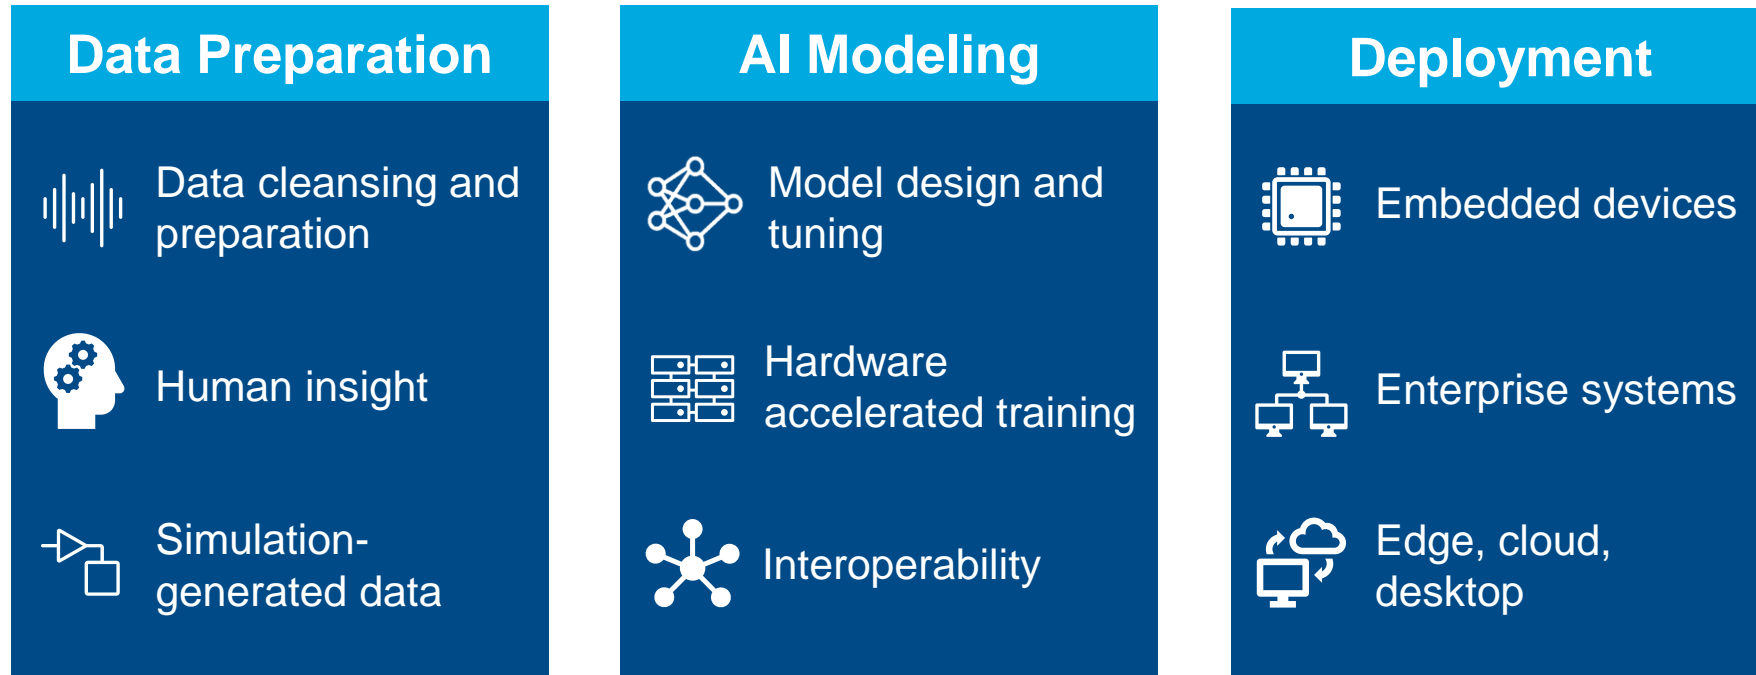 Data Preparation
Data cleansing and
preparation
Human insight
Simulation-
generated data
AI Modeling
Model design and
tuning
Hardware
accelerated training
Interoperability
Deployment
Embedded devices
Enterprise systems
Edge, cloud,
desktop